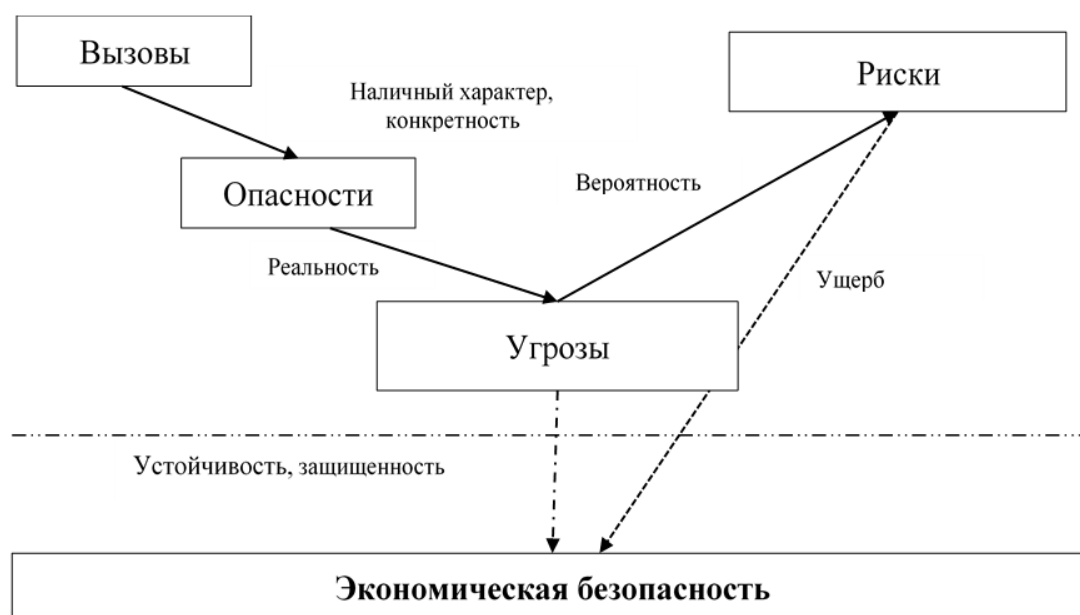 Вызовы
Риски
Наличный характер,
конкретность
Опасности
Вероятность
Реальность
Ущерб
Угрозы
Устойчивость, защищенность
Экономическая безопасность